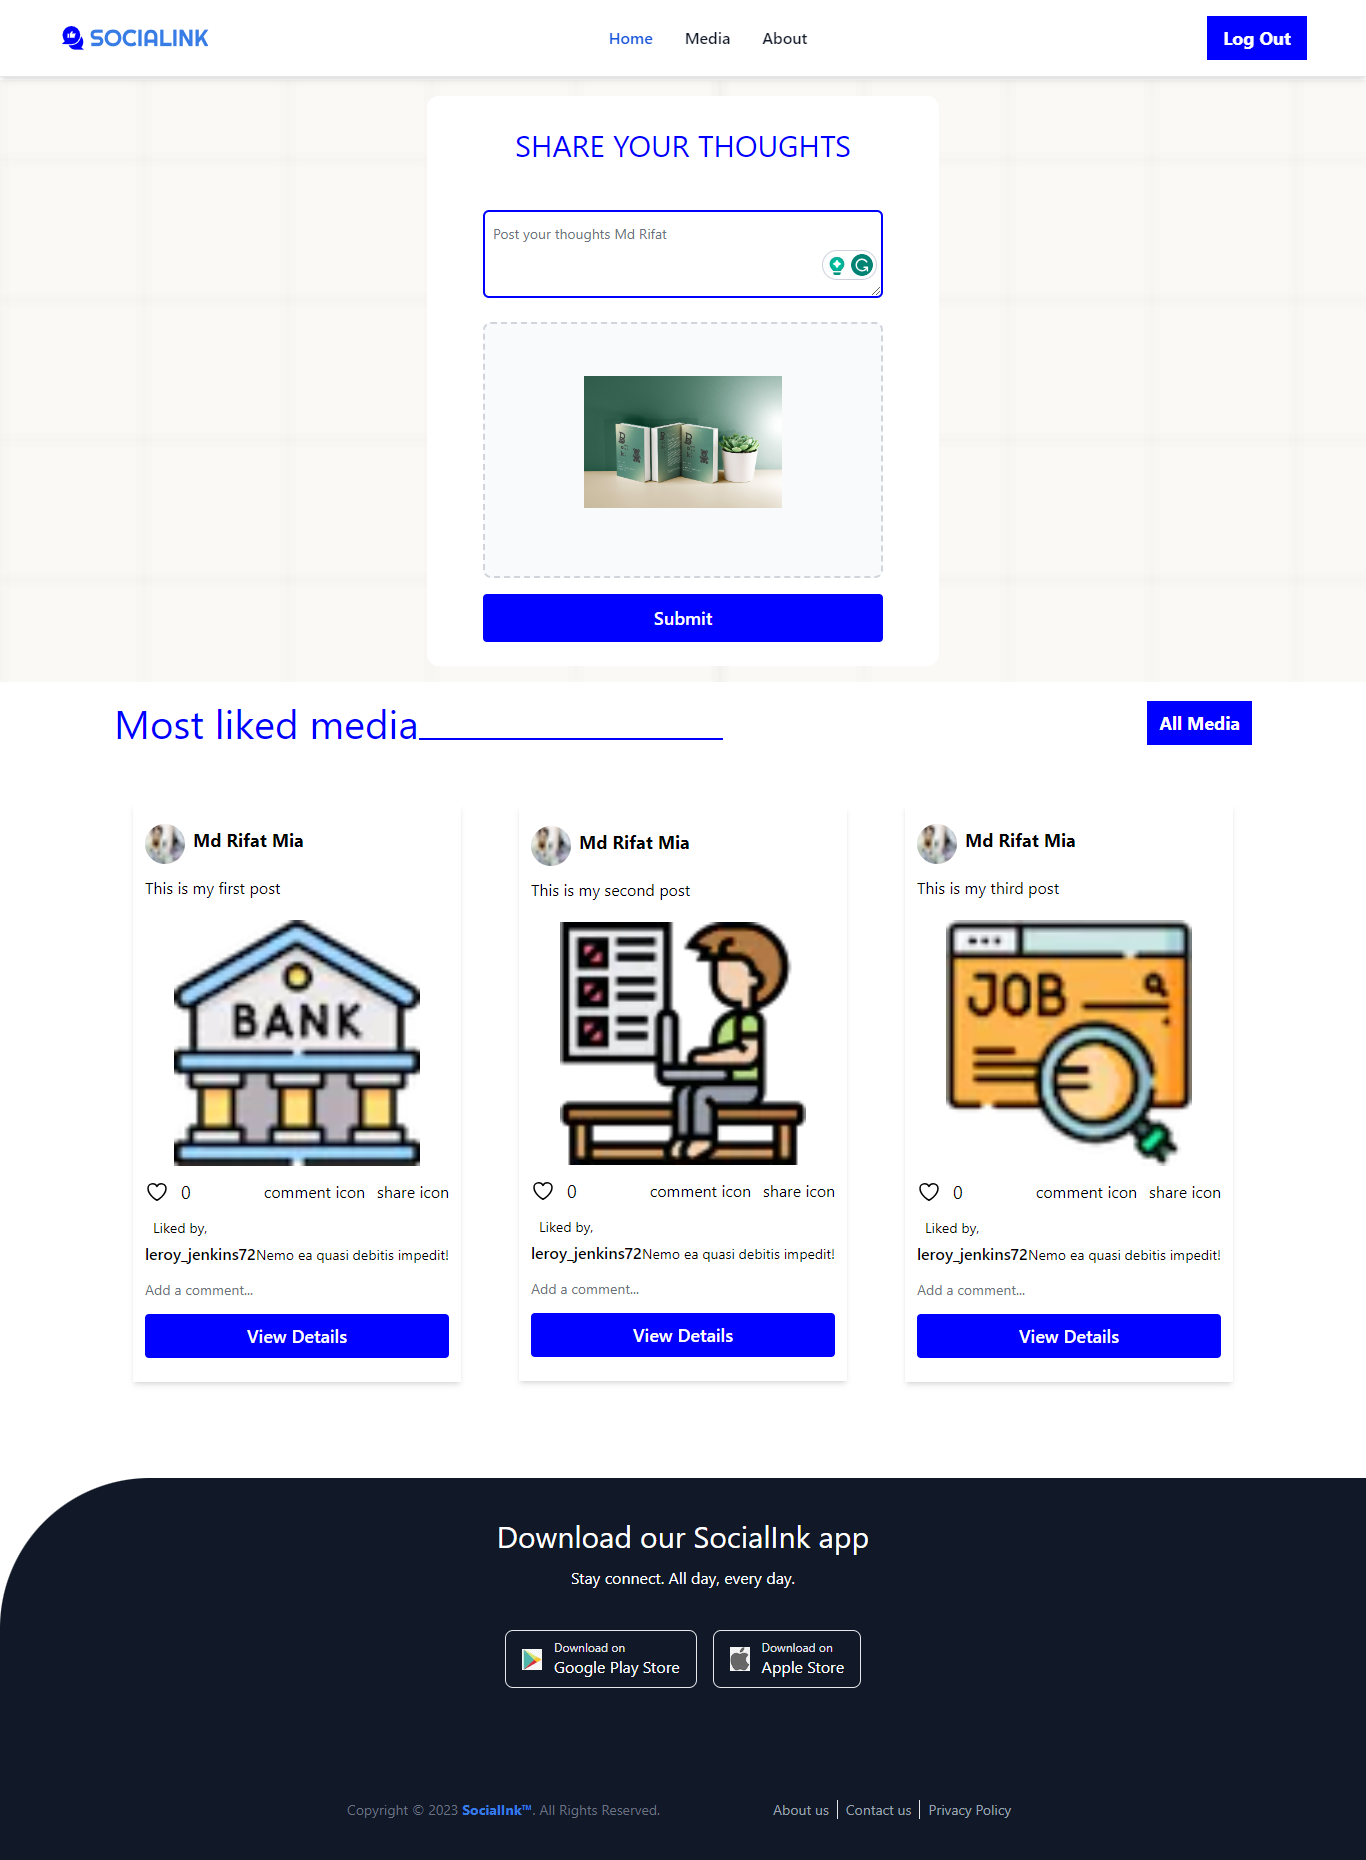 SOCIALINK
Home Media About
Log Out
SHARE YOUR THOUGHTS
Post your thoughts Md Rifat
Submit
Most liked media
All Media
Md Rifat Mia
This is my first post
BANK
0 comment icon share icon
Liked by,
leroy_jenkins72Nemo ea quasi debitis impedit!
Add a comment...
View Details
Md Rifat Mia
This is my second post
0 comment icon share icon
Liked by,
leroy_jenkins72Nemo ea quasi debitis impedit!
Add a comment...
View Details
Md Rifat Mia
This is my third post
JOB
0 comment icon share icon
Liked by,
leroy_jenkins72Nemo ea quasi debitis impedit!
Add a comment...
View Details
Download our SocialInk app
Stay connect. All day, every day.
Download on
Google Play Store
Download on
Apple Store
Copyright © 2023 SocialInk™. All Rights Reserved.
About us Contact us Privacy Policy